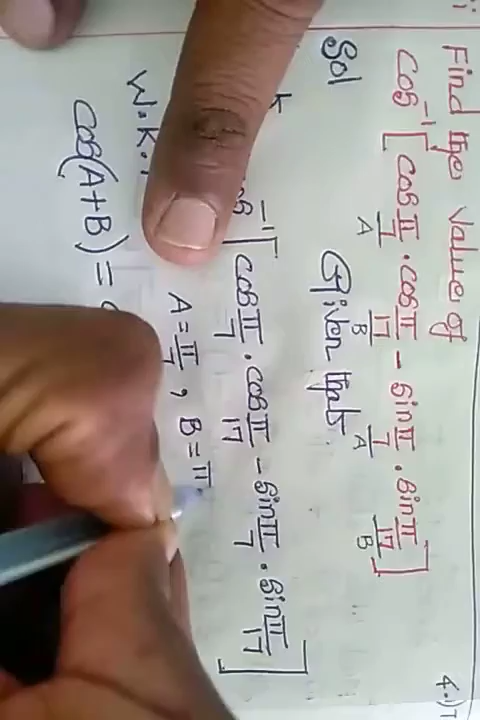 Find the value of
cos⁻¹ [cos π/7 . cos π/17 - sin π/7 . sin π/17]
A B A B
Sol
Given that.
⁻¹ [cos π/7 . cos π/17 - sin π/7 . sin π/17]
W.K. A = π/7, B = π
cos(A+B) =
4.)